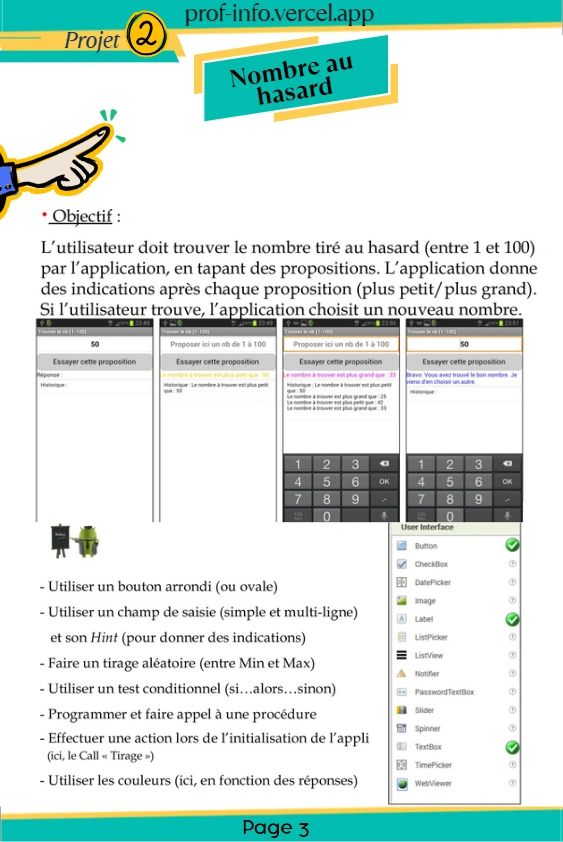 prof-info.vercel.app
Projet 2
Nombre au
hasard
• Objectif :
L'utilisateur doit trouver le nombre tiré au hasard (entre 1 et 100)
par l'application, en tapant des propositions. L'application donne
des indications après chaque proposition (plus petit/plus grand).
Si l'utilisateur trouve, l'application choisit un nouveau nombre.
23:49
Trouver le nb [1:100]
50
Essayer cette proposition
Réponse :
Historique :
23:49
Trouver le nb [1:100]
Proposer ici un nb de 1 à 100
Essayer cette proposition
Le nombre à trouver est plus petit que : 50
Historique : Le nombre à trouver est plus petit
que : 50
23:50
Trouver le nb [1:100]
Proposer ici un nb de 1 à 100
Essayer cette proposition
Le nombre à trouver est plus grand que : 33
Historique : Le nombre à trouver est plus petit
que : 50
Le nombre à trouver est plus grand que : 25
Le nombre à trouver est plus petit que : 42
Le nombre à trouver est plus grand que : 33
1 2 3
4 5 6 OK
7 8 9 .-
0
23:51
Trouver le nb [1:100]
50
Essayer cette proposition
Bravo. Vous avez trouvé le bon nombre. Je
viens d'en choisir un autre.
Historique :
1 2 3
4 5 6 OK
7 8 9 .-
0
- Utiliser un bouton arrondi (ou ovale)
- Utiliser un champ de saisie (simple et multi-ligne)
et son Hint (pour donner des indications)
- Faire un tirage aléatoire (entre Min et Max)
- Utiliser un test conditionnel (si…alors…sinon)
- Programmer et faire appel à une procédure
- Effectuer une action lors de l'initialisation de l'appli
(ici, le Call « Tirage »)
- Utiliser les couleurs (ici, en fonction des réponses)
User Interface
Button
CheckBox
DatePicker
Image
Label
ListPicker
ListView
Notifier
PasswordTextBox
Slider
Spinner
TextBox
TimePicker
WebViewer
Page 3